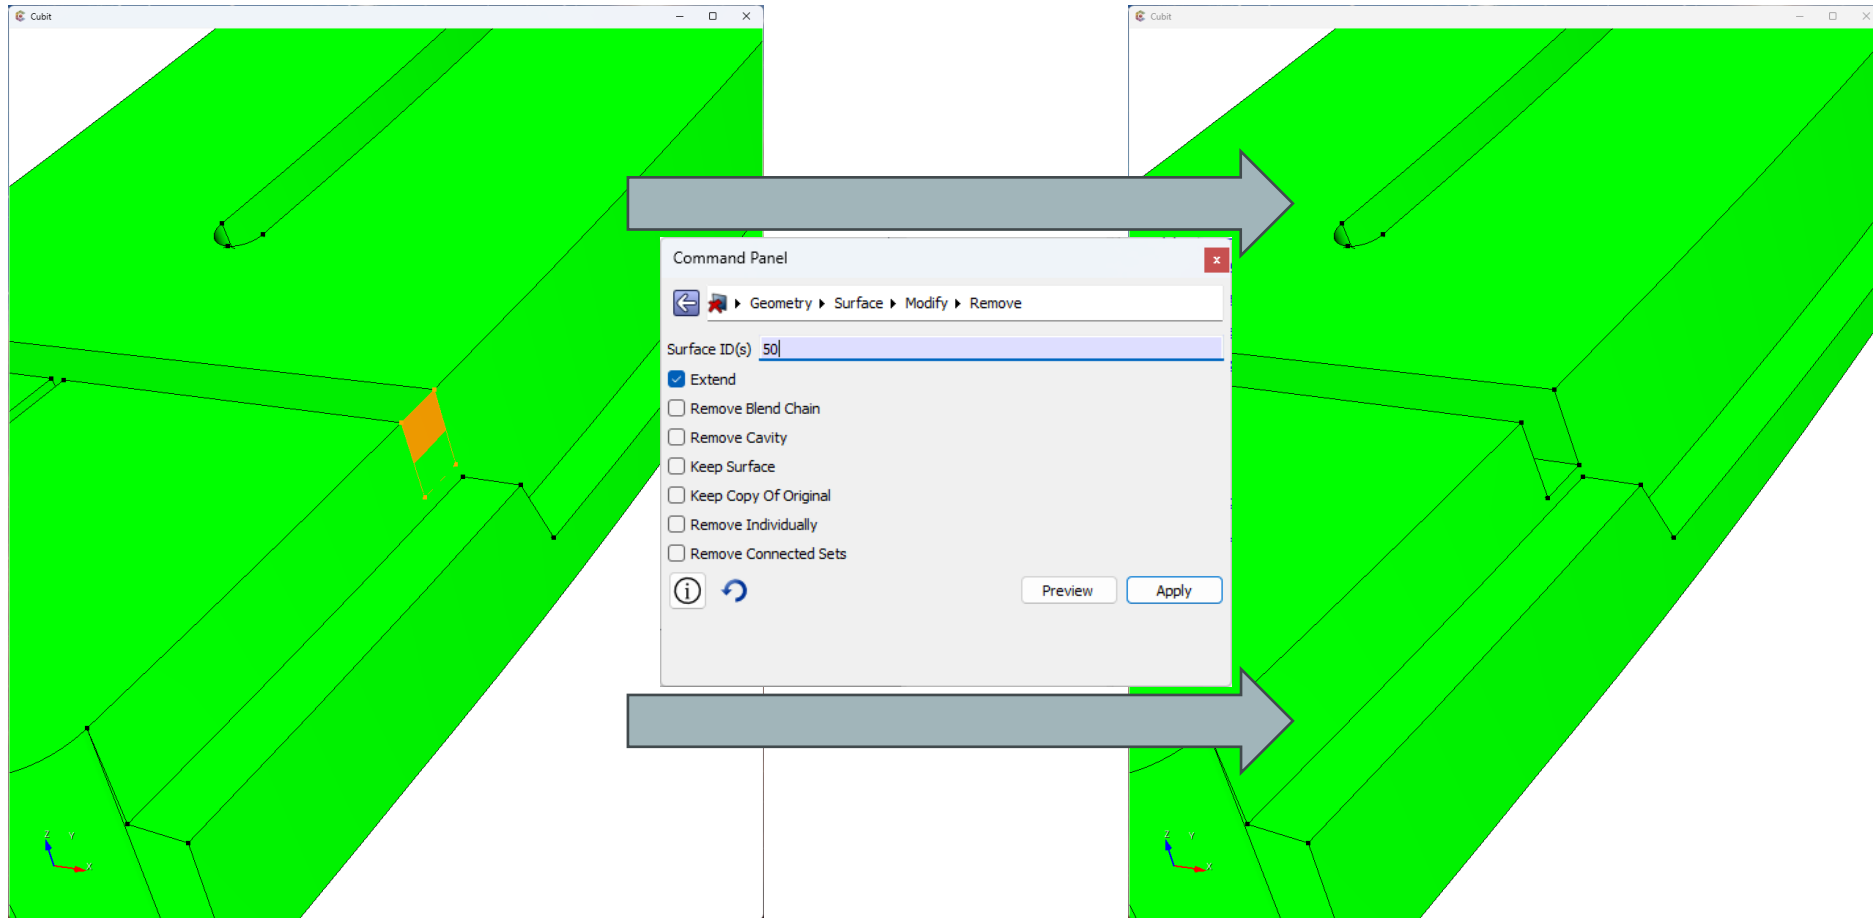 Cubit
Cubit
Command Panel
Geometry Surface Modify Remove
Surface ID(s) 50
Extend
Remove Blend Chain
Remove Cavity
Keep Surface
Keep Copy Of Original
Remove Individually
Remove Connected Sets
Preview Apply
Z Y
X
Z Y
X